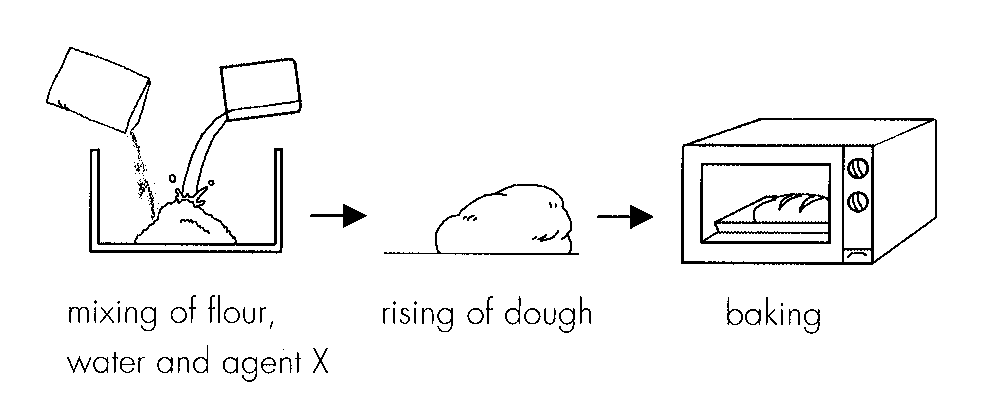 mixing of flour,
water and agent X
rising of dough
baking